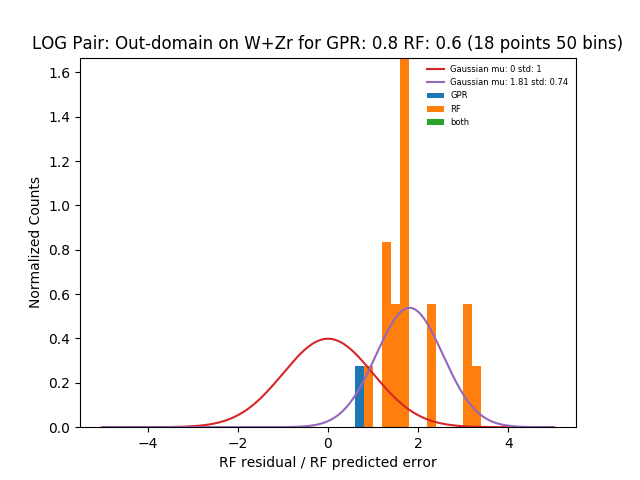 LOG Pair: Out-domain on W+Zr for GPR: 0.8 RF: 0.6 (18 points 50 bins)
Gaussian mu: 0 std: 1
Gaussian mu: 1.81 std: 0.74
GPR
RF
both
Normalized Counts
1.6
1.4
1.2
1.0
0.8
0.6
0.4
0.2
0.0
−4
−2
0
2
4
RF residual / RF predicted error